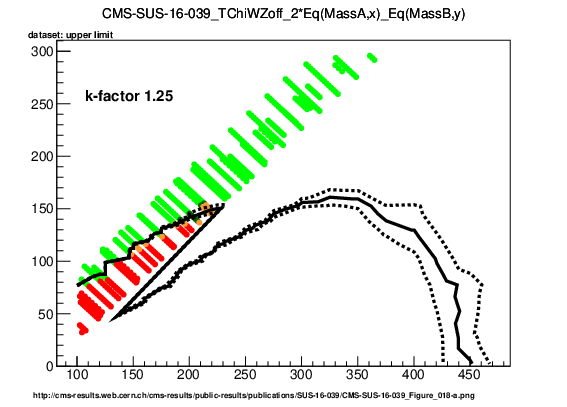 CMS-SUS-16-039_TChiWZoff_2*Eq(MassA,x)_Eq(MassB,y)
dataset: upper limit
300
k-factor 1.25
250
200
150
100
50
0
100 150 200 250 300 350 400 450
http://cms-results.web.cern.ch/cms-results/public-results/publications/SUS-16-039/CMS-SUS-16-039_Figure_018-a.png